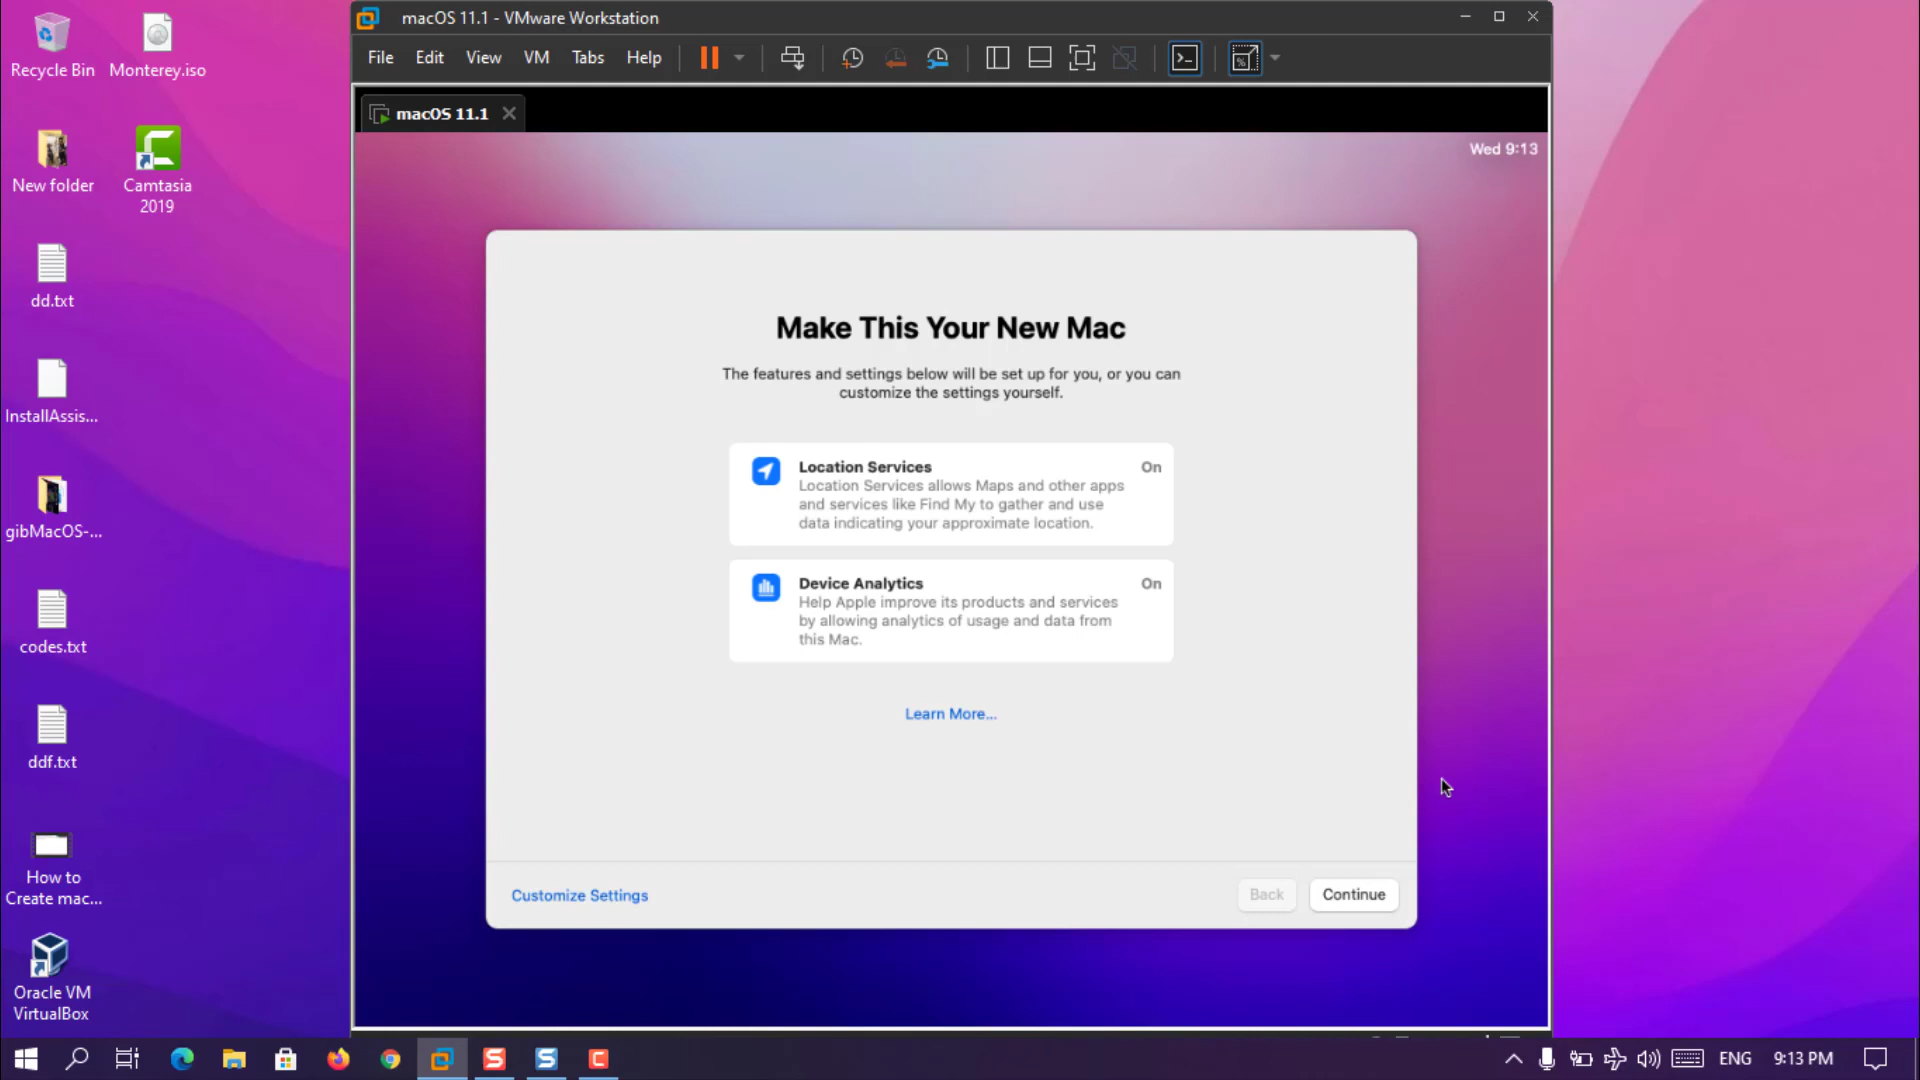 Recycle Bin
Monterey.iso
New folder
Camtasia
2019
dd.txt
InstallAssis...
gibMacOS-...
codes.txt
ddf.txt
How to
Create mac...
Oracle VM
VirtualBox
macOS 11.1 - VMware Workstation
File Edit View VM Tabs Help
macOS 11.1
Wed 9:13
Make This Your New Mac
The features and settings below will be set up for you, or you can
customize the settings yourself.
Location Services On
Location Services allows Maps and other apps
and services like Find My to gather and use
data indicating your approximate location.
Device Analytics On
Help Apple improve its products and services
by allowing analytics of usage and data from
this Mac.
Learn More...
Customize Settings Back Continue
ENG 9:13 PM